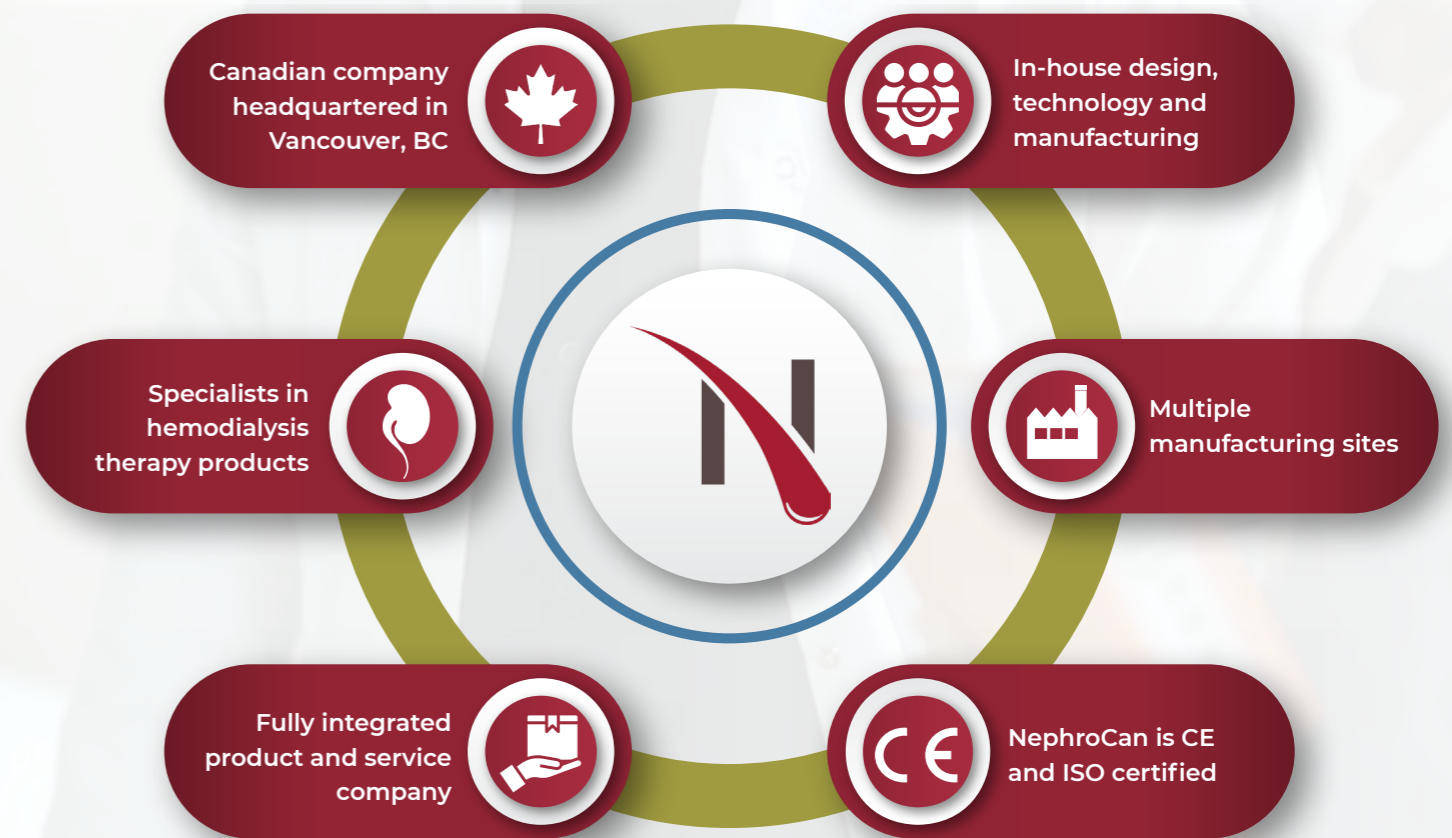 Canadian company
headquartered in
Vancouver, BC
In-house design,
technology and
manufacturing
Specialists in
hemodialysis
therapy products
N
Multiple
manufacturing sites
Fully integrated
product and service
company
CE
NephroCan is CE
and ISO certified